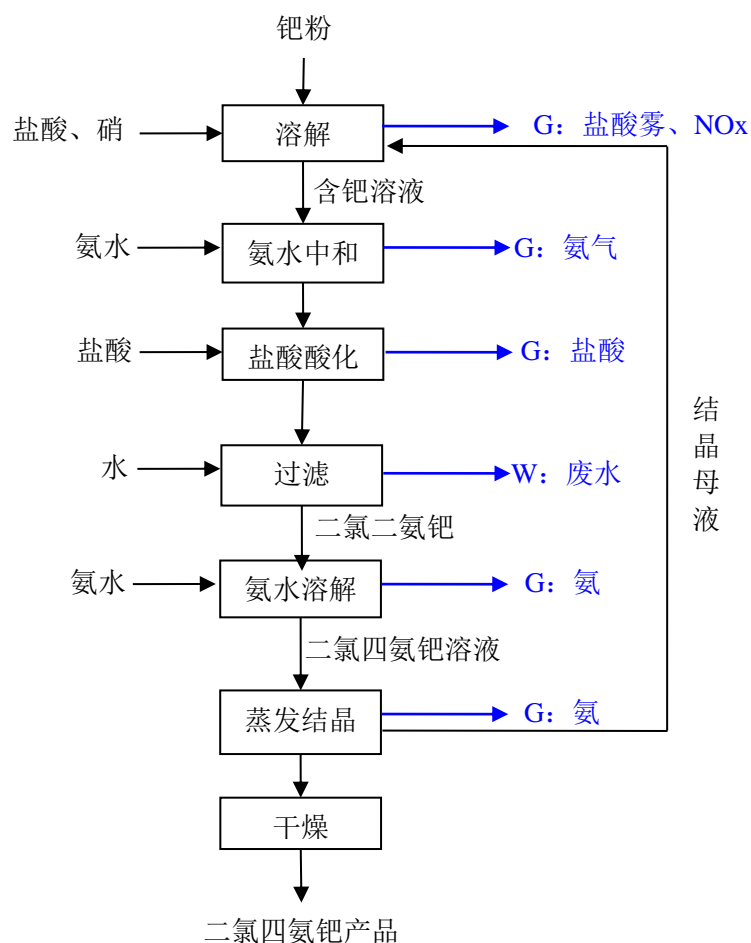 钯粉
盐酸、硝
溶解
G：盐酸雾、NOx
含钯溶液
氨水
氨水中和
G：氨气
盐酸
盐酸酸化
G：盐酸
结晶母液
水
过滤
W：废水
二氯二氨钯
氨水
氨水溶解
G：氨
二氯四氨钯溶液
蒸发结晶
G：氨
干燥
二氯四氨钯产品